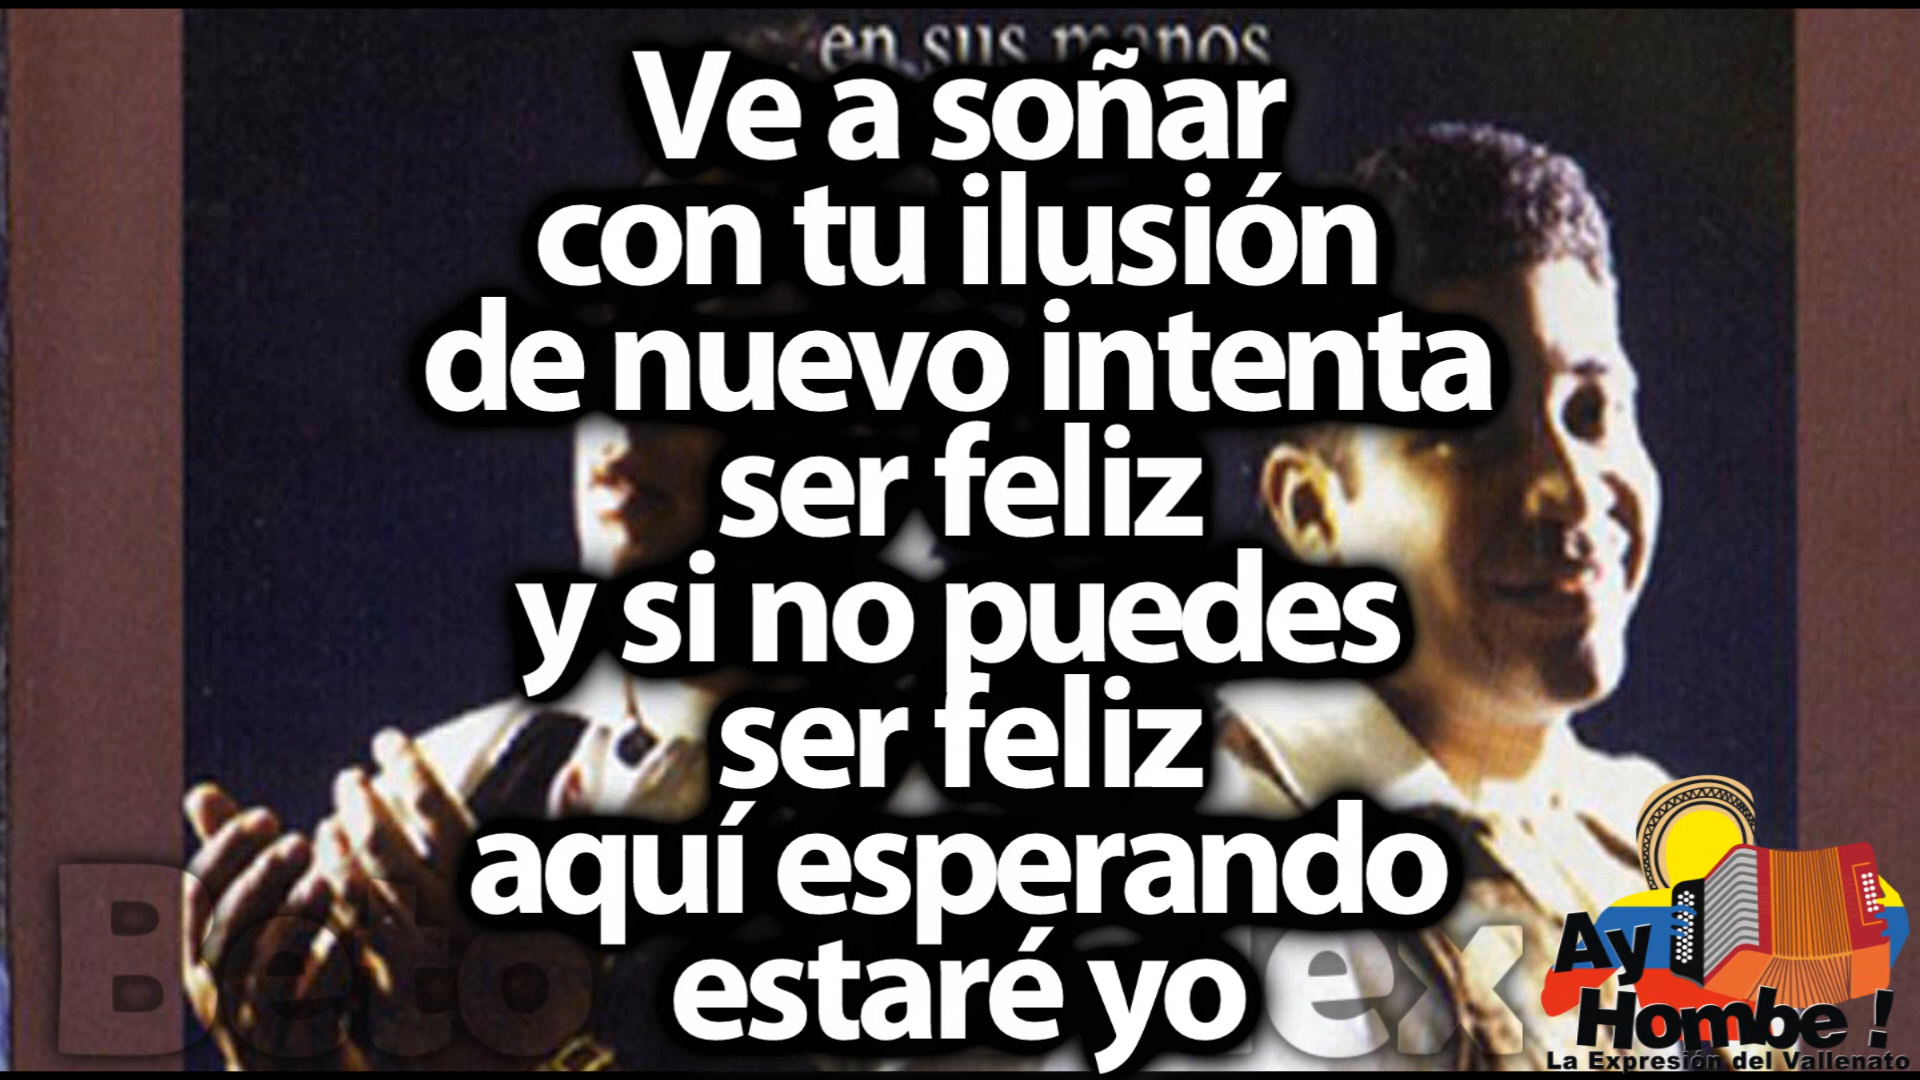 en sus manos
Ve a soñar
con tu ilusión
de nuevo intenta
ser feliz
y si no puedes
ser feliz
aquí esperando
estaré yo
Beto
Ay
Hombe !
La Expresión del Vallenato